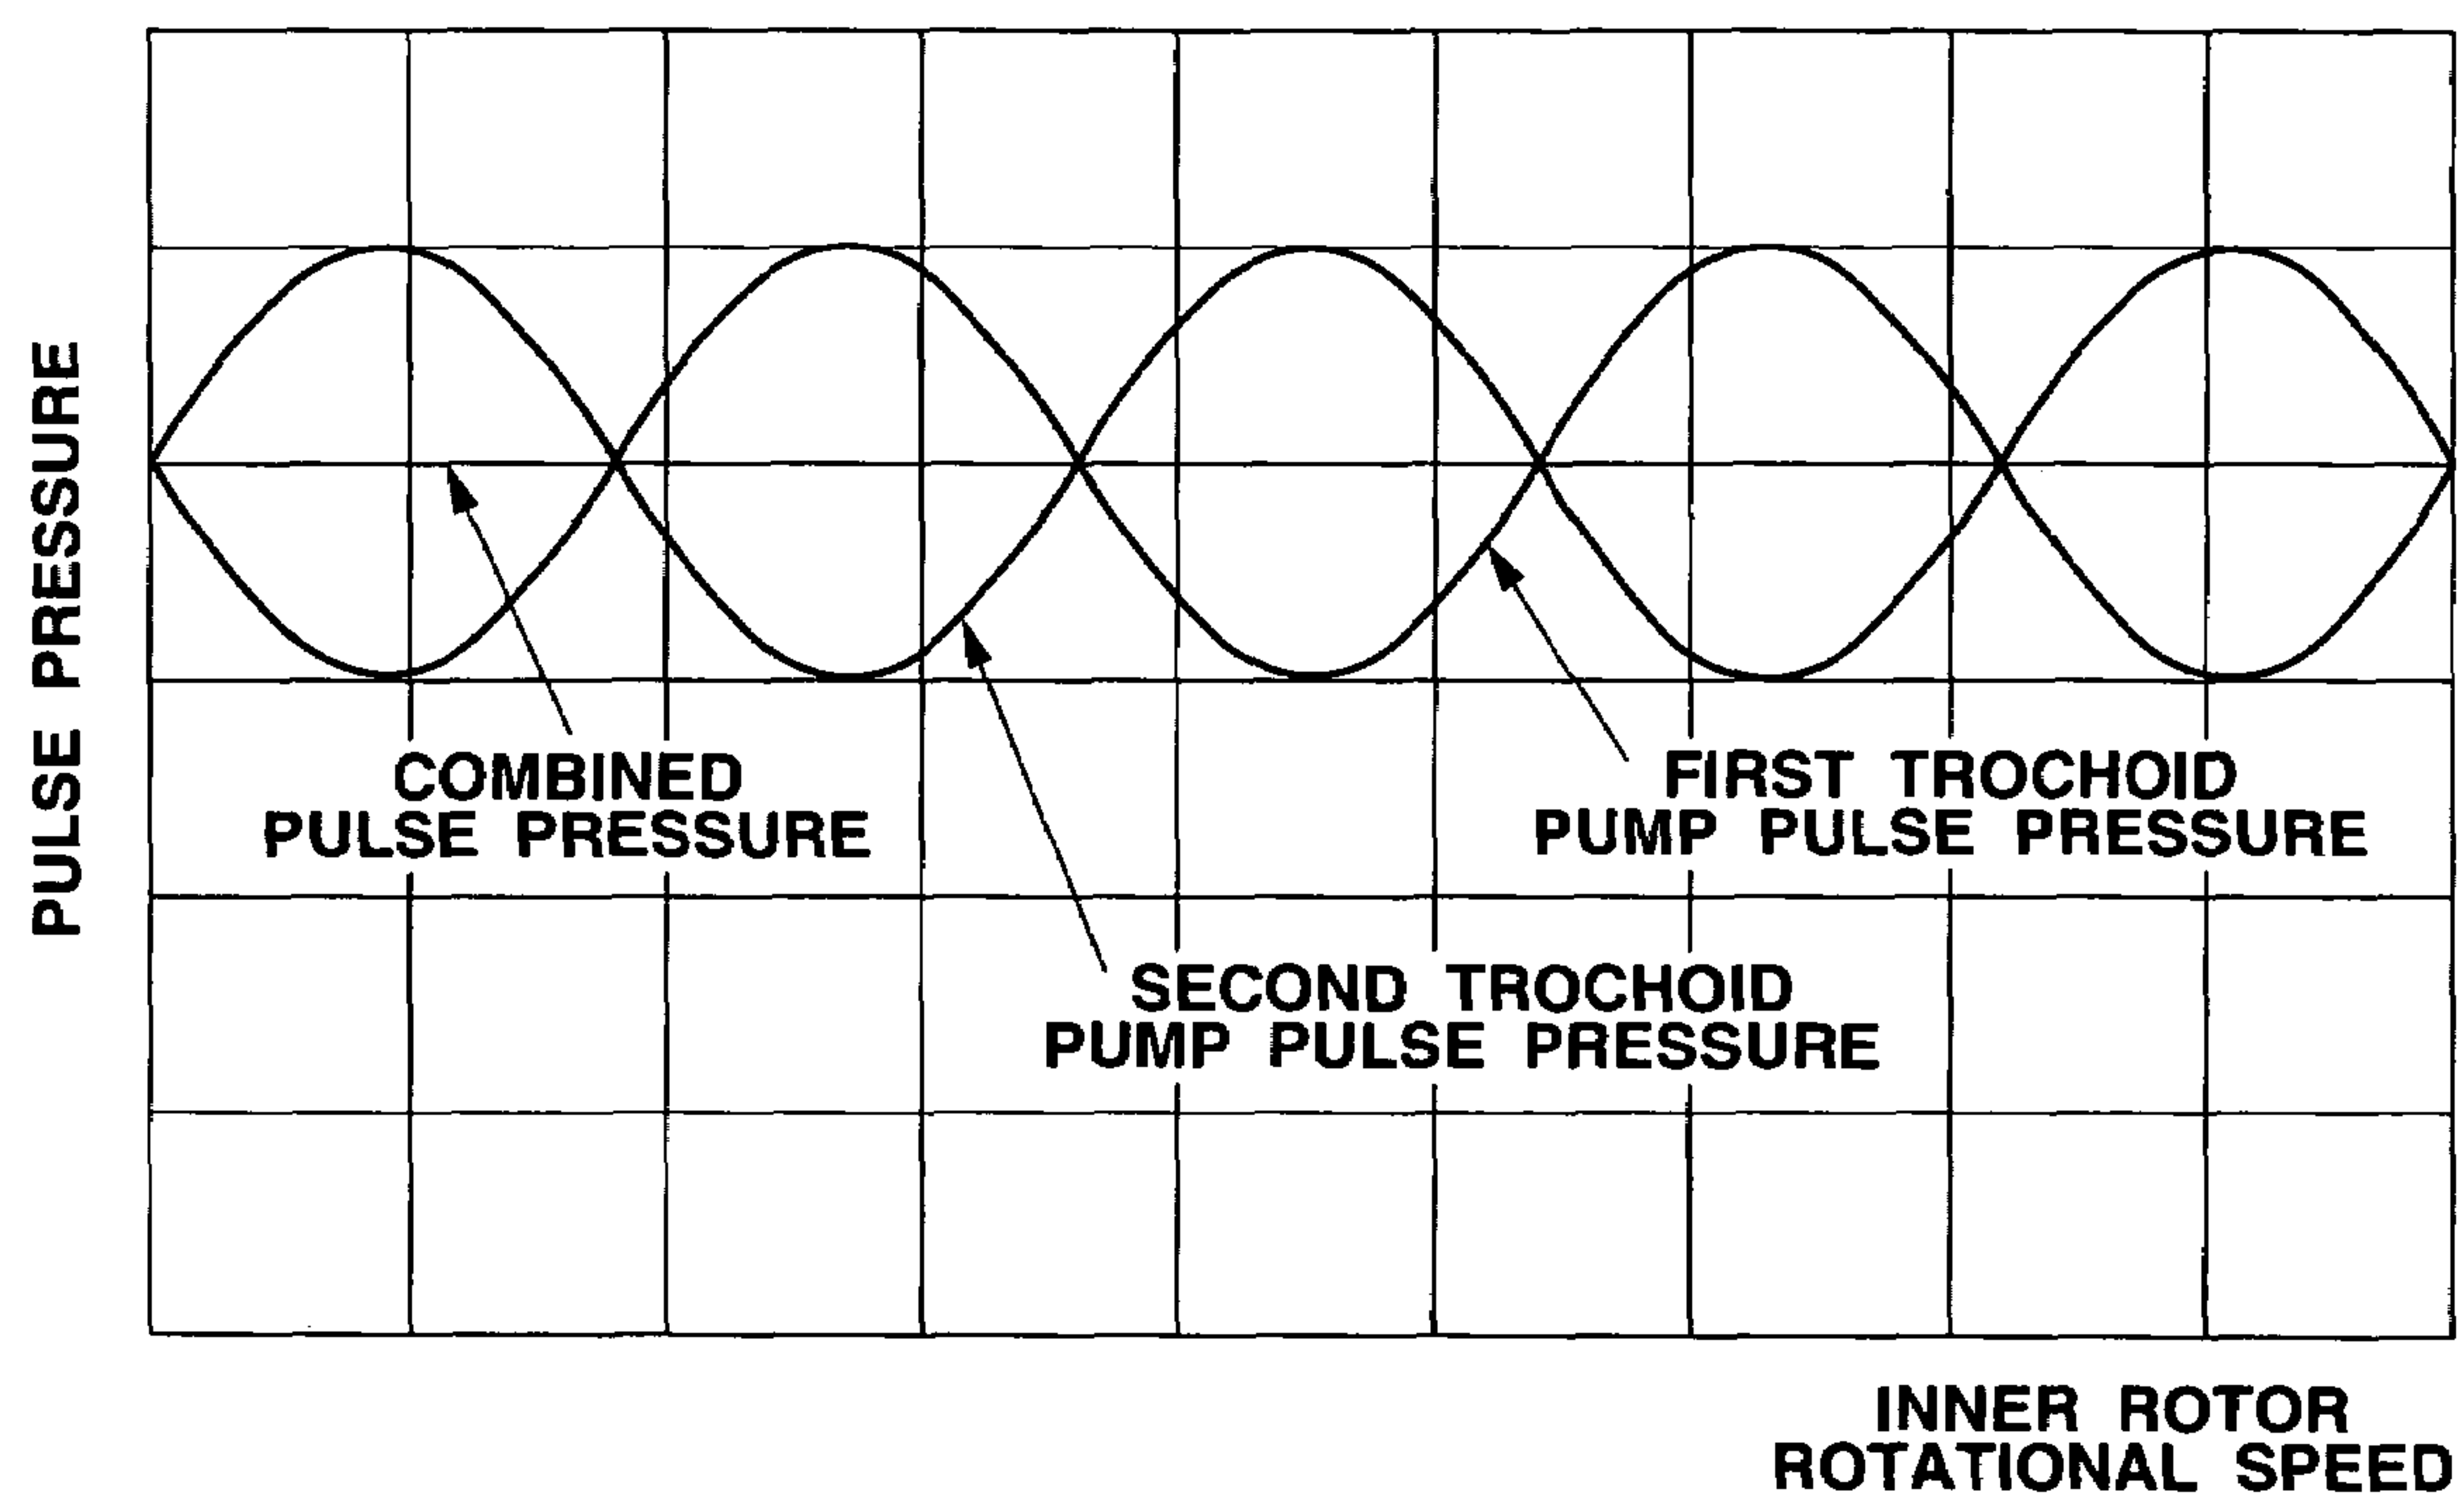 PULSE PRESSURE
COMBINED
PULSE PRESSURE
FIRST TROCHOID
PUMP PULSE PRESSURE
SECOND TROCHOID
PUMP PULSE PRESSURE
INNER ROTOR
ROTATIONAL SPEED